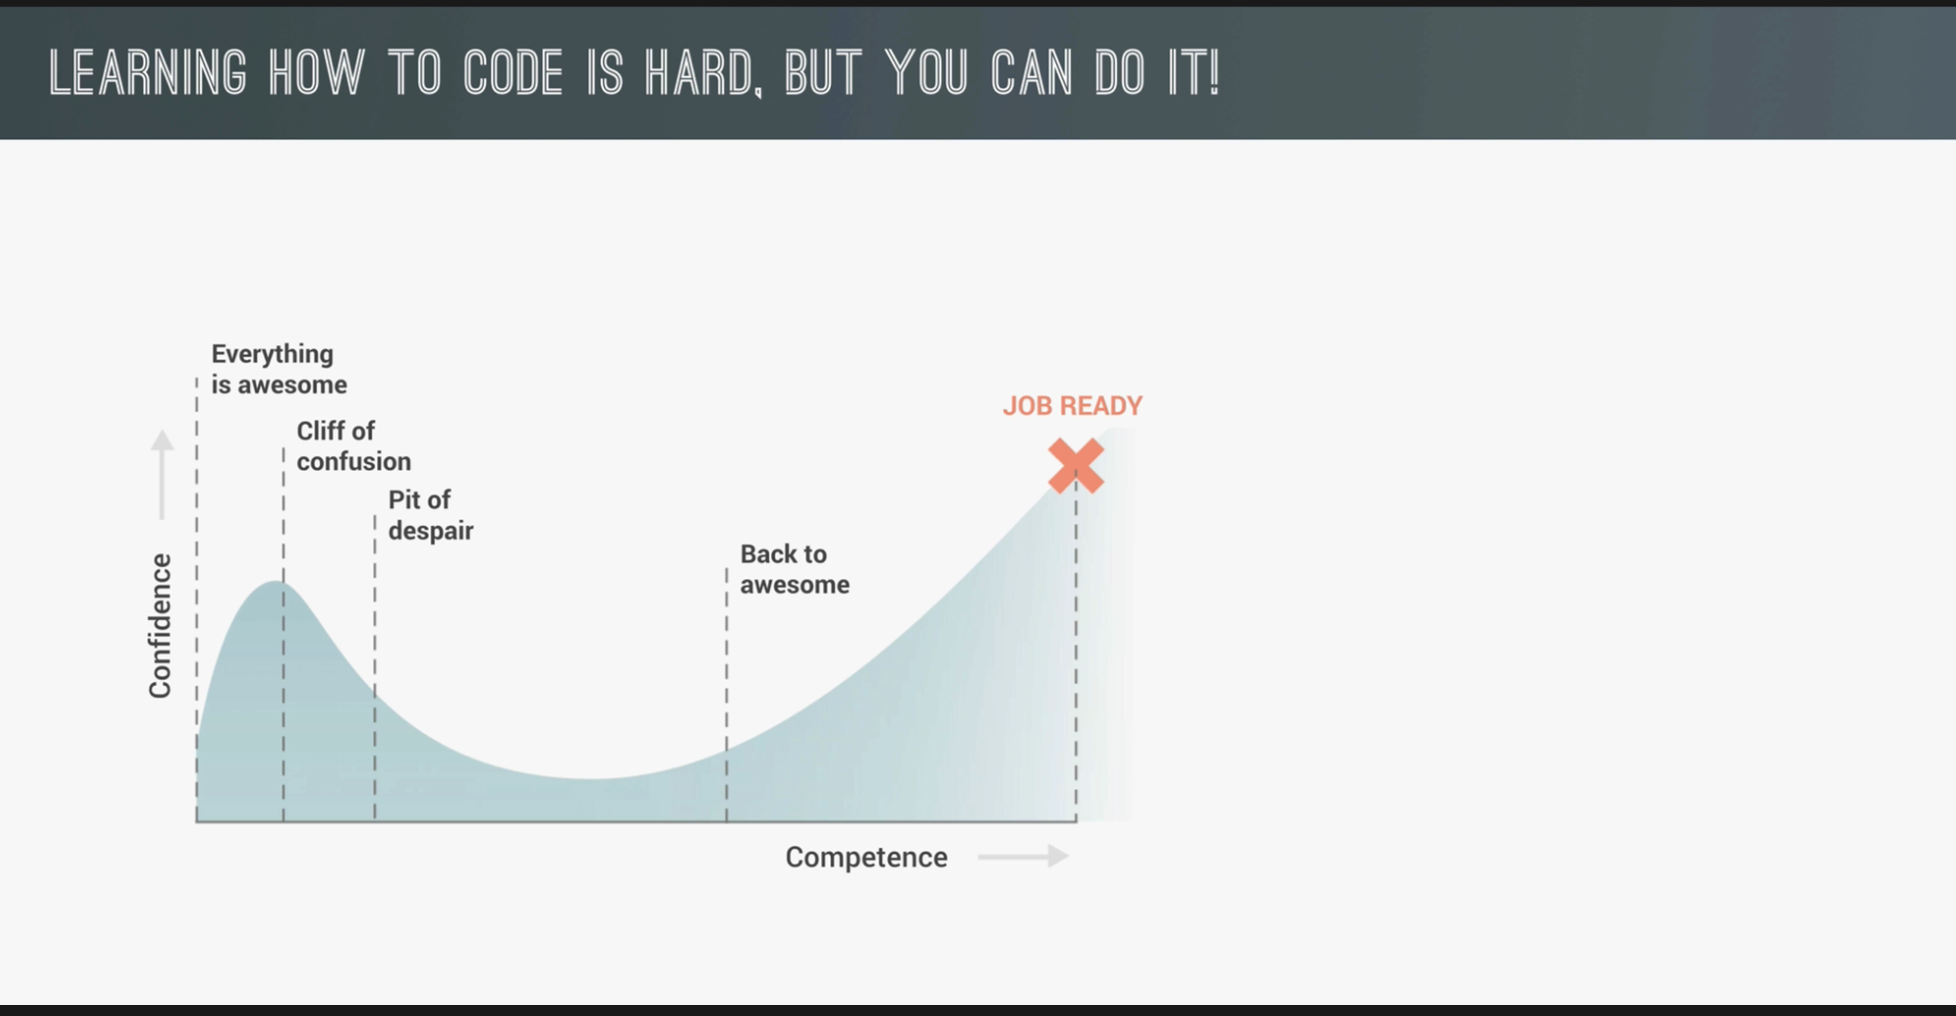 LEARNING HOW TO CODE IS HARD, BUT YOU CAN DO IT!
Everything
is awesome
Cliff of
confusion
Pit of
despair
Back to
awesome
JOB READY
Confidence
Competence